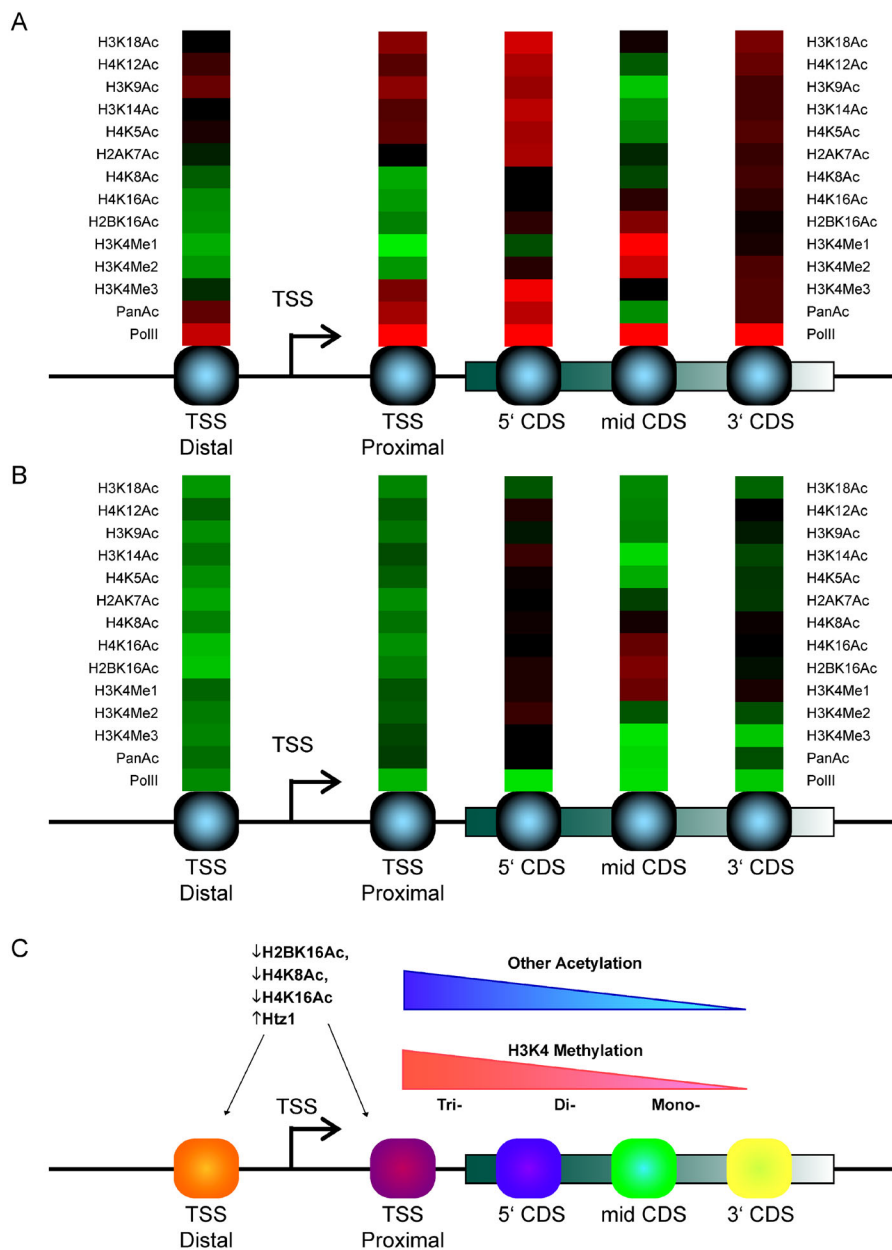 A
H3K18Ac H3K18Ac
H4K12Ac H4K12Ac
H3K9Ac H3K9Ac
H3K14Ac H3K14Ac
H4K5Ac H4K5Ac
H2AK7Ac H2AK7Ac
H4K8Ac H4K8Ac
H4K16Ac H4K16Ac
H2BK16Ac H2BK16Ac
H3K4Me1 H3K4Me1
H3K4Me2 H3K4Me2
H3K4Me3 H3K4Me3
TSS
PanAc PanAc
PolII PolII
TSS Distal
TSS Proximal
5‘ CDS
mid CDS
3‘ CDS
B
H3K18Ac H3K18Ac
H4K12Ac H4K12Ac
H3K9Ac H3K9Ac
H3K14Ac H3K14Ac
H4K5Ac H4K5Ac
H2AK7Ac H2AK7Ac
H4K8Ac H4K8Ac
H4K16Ac H4K16Ac
H2BK16Ac H2BK16Ac
H3K4Me1 H3K4Me1
H3K4Me2 H3K4Me2
H3K4Me3 H3K4Me3
TSS
PanAc PanAc
PolII PolII
TSS Distal
TSS Proximal
5‘ CDS
mid CDS
3‘ CDS
C
↓H2BK16Ac,
↓H4K8Ac,
↓H4K16Ac
↑Htz1
Other Acetylation
H3K4 Methylation
Tri- Di- Mono-
TSS
TSS Distal
TSS Proximal
5‘ CDS
mid CDS
3‘ CDS